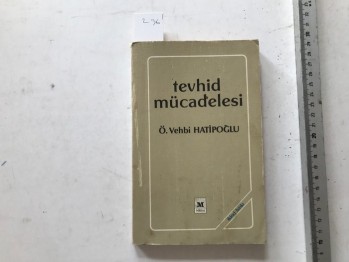 tevhid
mücadelesi
Ö. Vehbi HATİPOĞLU
M